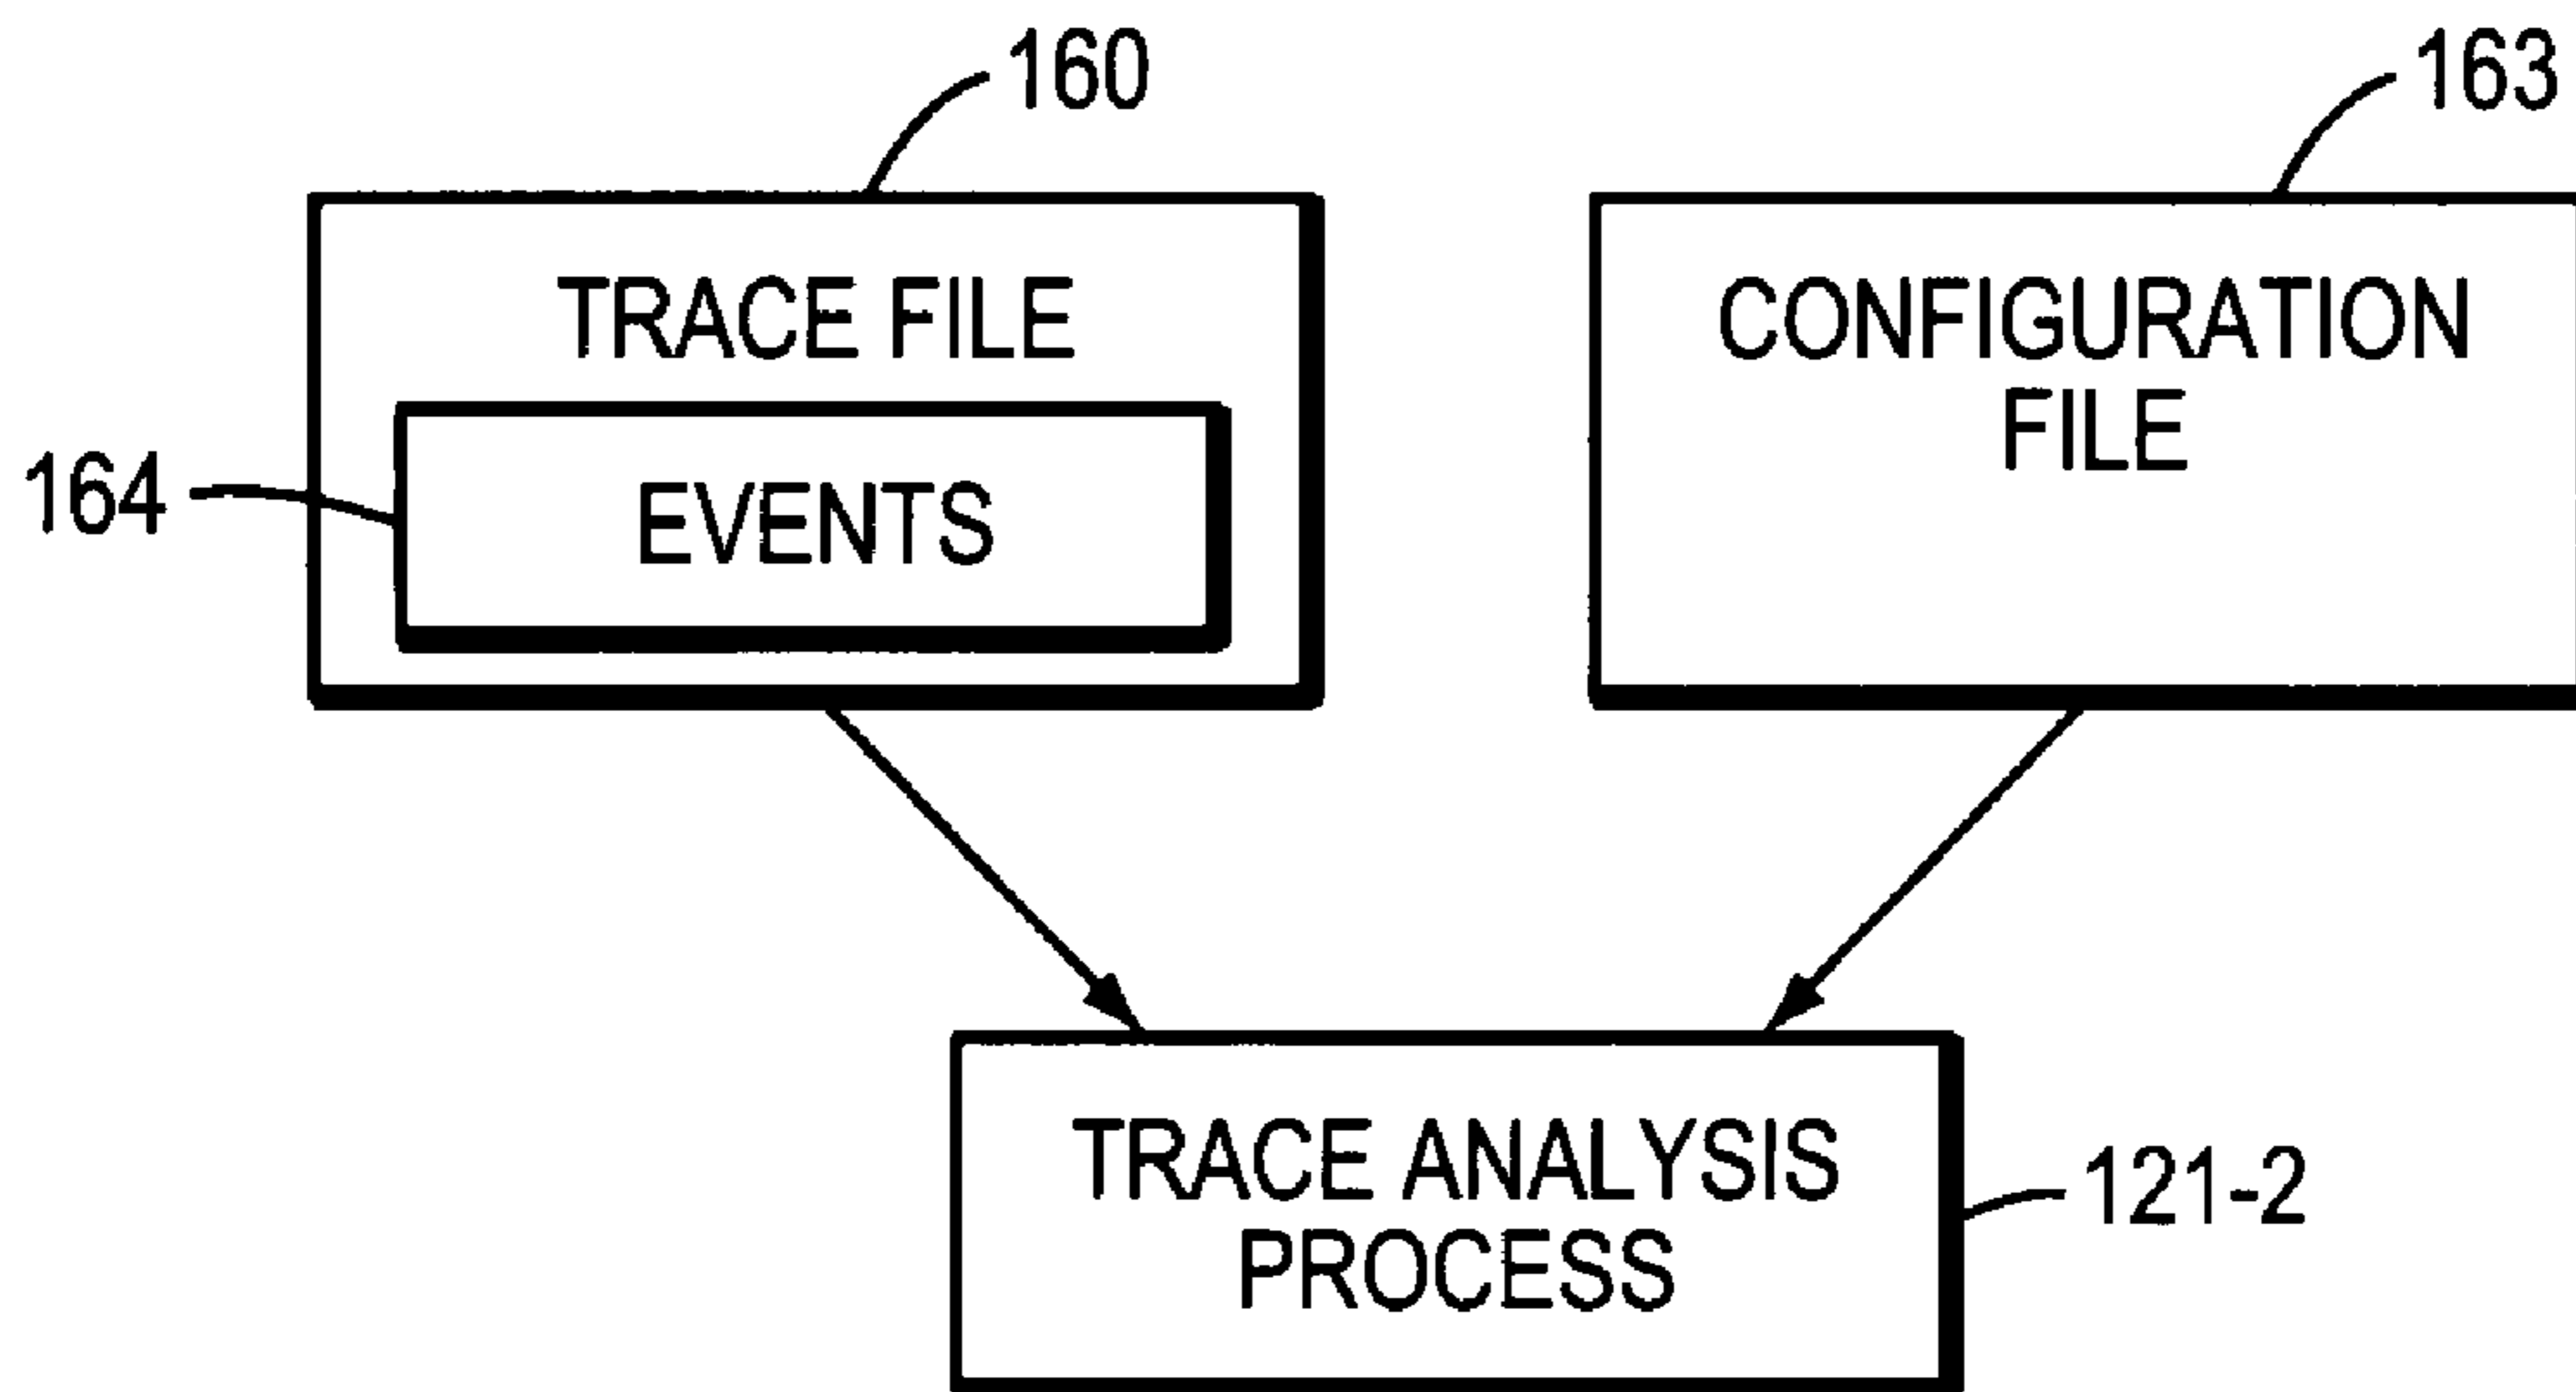 160
163
TRACE FILE
CONFIGURATION
FILE
164
EVENTS
TRACE ANALYSIS
PROCESS
121-2